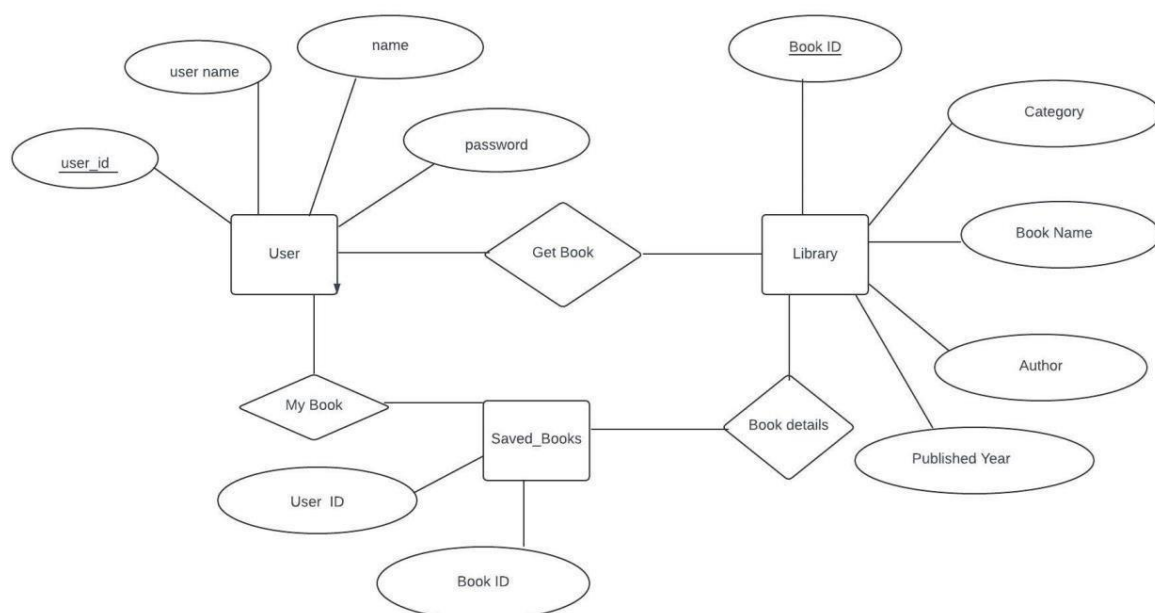 name
Book ID
user name
Category
password
user_id
Book Name
User
Get Book
Library
Author
My Book
Book details
Saved_Books
Published Year
User ID
Book ID